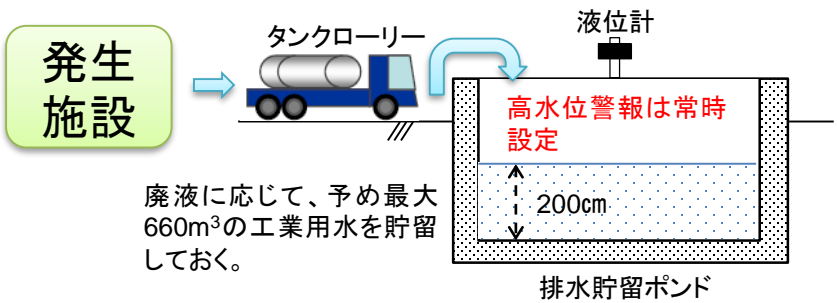 発生
施設
タンクローリー
液位計
高水位警報は常時
設定
200㎝
廃液に応じて、予め最大
660m³の工業用水を貯留
しておく。
排水貯留ポンド